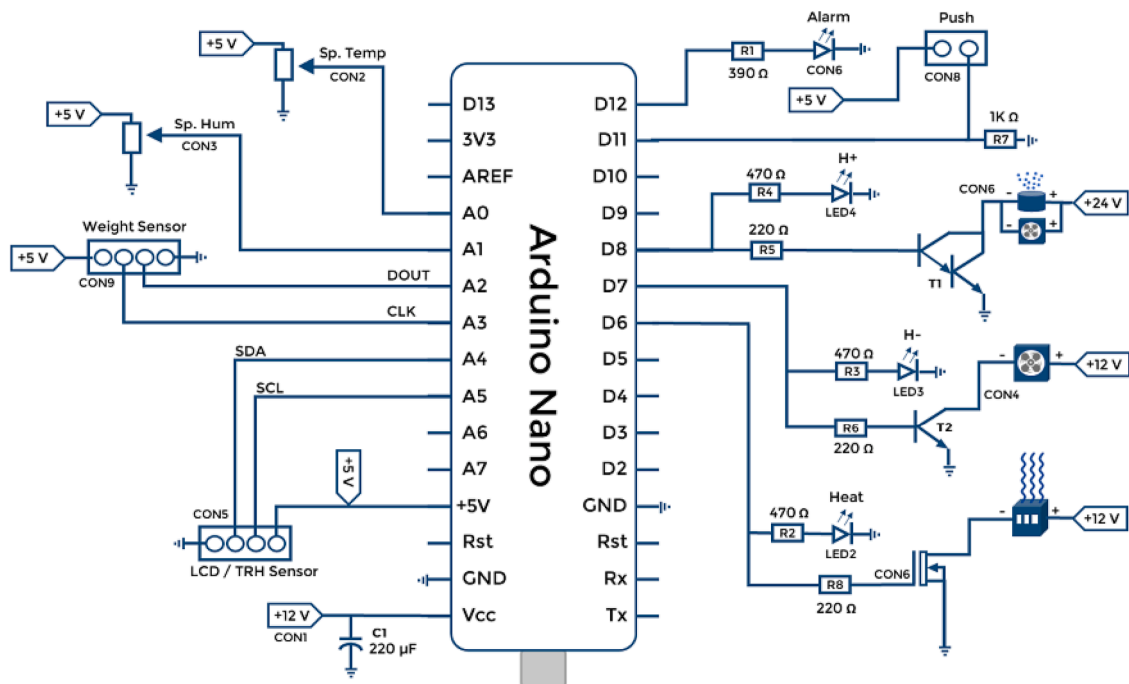 +5 V
Sp. Temp
CON2
+5 V
Sp. Hum
CON3
Weight Sensor
+5 V
CON9
DOUT
CLK
SDA
SCL
+5 V
CON5
LCD / TRH Sensor
+12 V
CON1
C1
220 µF
Arduino Nano
D13
3V3
AREF
A0
A1
A2
A3
A4
A5
A6
A7
+5V
Rst
GND
Vcc
D12
D11
D10
D9
D8
D7
D6
D5
D4
D3
D2
GND
Rst
Rx
Tx
Alarm
R1
390 Ω
CON6
Push
CON8
+5 V
1K Ω
R7
H+
470 Ω
R4
LED4
220 Ω
R5
CON6
- +
- +
+24 V
T1
H-
470 Ω
R3
LED3
R6
220 Ω
T2
- +
+12 V
CON4
Heat
470 Ω
R2
LED2
R8
220 Ω
CON6
- +
+12 V